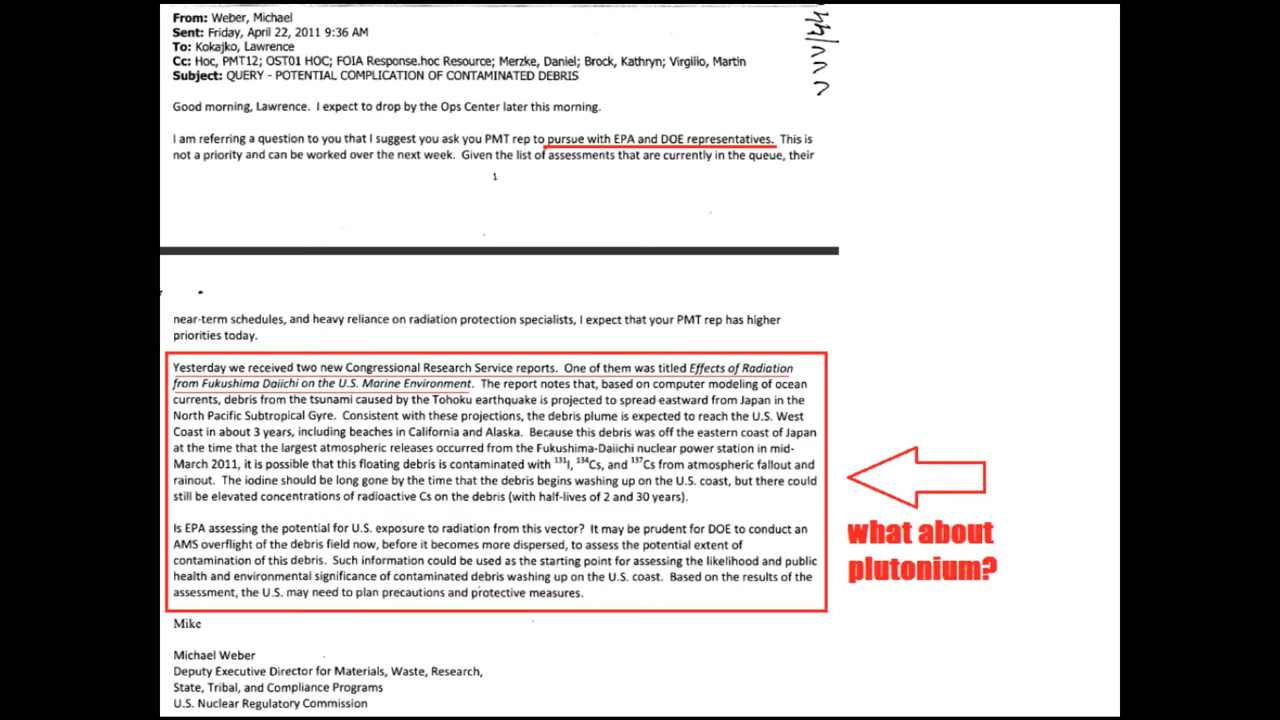 From: Weber, Michael
Sent: Friday, April 22, 2011 9:36 AM
To: Kokajko, Lawrence
Cc: Hoc, PMT12; OST01 HOC; FOIA Response.hoc Resource; Merzke, Daniel; Brock, Kathryn; Virgilio, Martin
Subject: QUERY - POTENTIAL COMPLICATION OF CONTAMINATED DEBRIS
Good morning, Lawrence. I expect to drop by the Ops Center later this morning.
I am referring a question to you that I suggest you ask you PMT rep to pursue with EPA and DOE representatives. This is
not a priority and can be worked over the next week. Given the list of assessments that are currently in the queue, their
1
near-term schedules, and heavy reliance on radiation protection specialists, I expect that your PMT rep has higher
priorities today.
Yesterday we received two new Congressional Research Service reports. One of them was titled Effects of Radiation
from Fukushima Daiichi on the U.S. Marine Environment. The report notes that, based on computer modeling of ocean
currents, debris from the tsunami caused by the Tohoku earthquake is projected to spread eastward from Japan in the
North Pacific Subtropical Gyre. Consistent with these projections, the debris plume is expected to reach the U.S. West
Coast in about 3 years, including beaches in California and Alaska. Because this debris was off the eastern coast of Japan
at the time that the largest atmospheric releases occurred from the Fukushima-Daiichi nuclear power station in mid-
March 2011, it is possible that this floating debris is contaminated with ¹³¹I, ¹³⁴Cs, and ¹³⁷Cs from atmospheric fallout and
rainout. The iodine should be long gone by the time that the debris begins washing up on the U.S. coast, but there could
still be elevated concentrations of radioactive Cs on the debris (with half-lives of 2 and 30 years).
Is EPA assessing the potential for U.S. exposure to radiation from this vector? It may be prudent for DOE to conduct an
AMS overflight of the debris field now, before it becomes more dispersed, to assess the potential extent of
contamination of this debris. Such information could be used as the starting point for assessing the likelihood and public
health and environmental significance of contaminated debris washing up on the U.S. coast. Based on the results of the
assessment, the U.S. may need to plan precautions and protective measures.
what about
plutonium?
Mike
Michael Weber
Deputy Executive Director for Materials, Waste, Research,
State, Tribal, and Compliance Programs
U.S. Nuclear Regulatory Commission